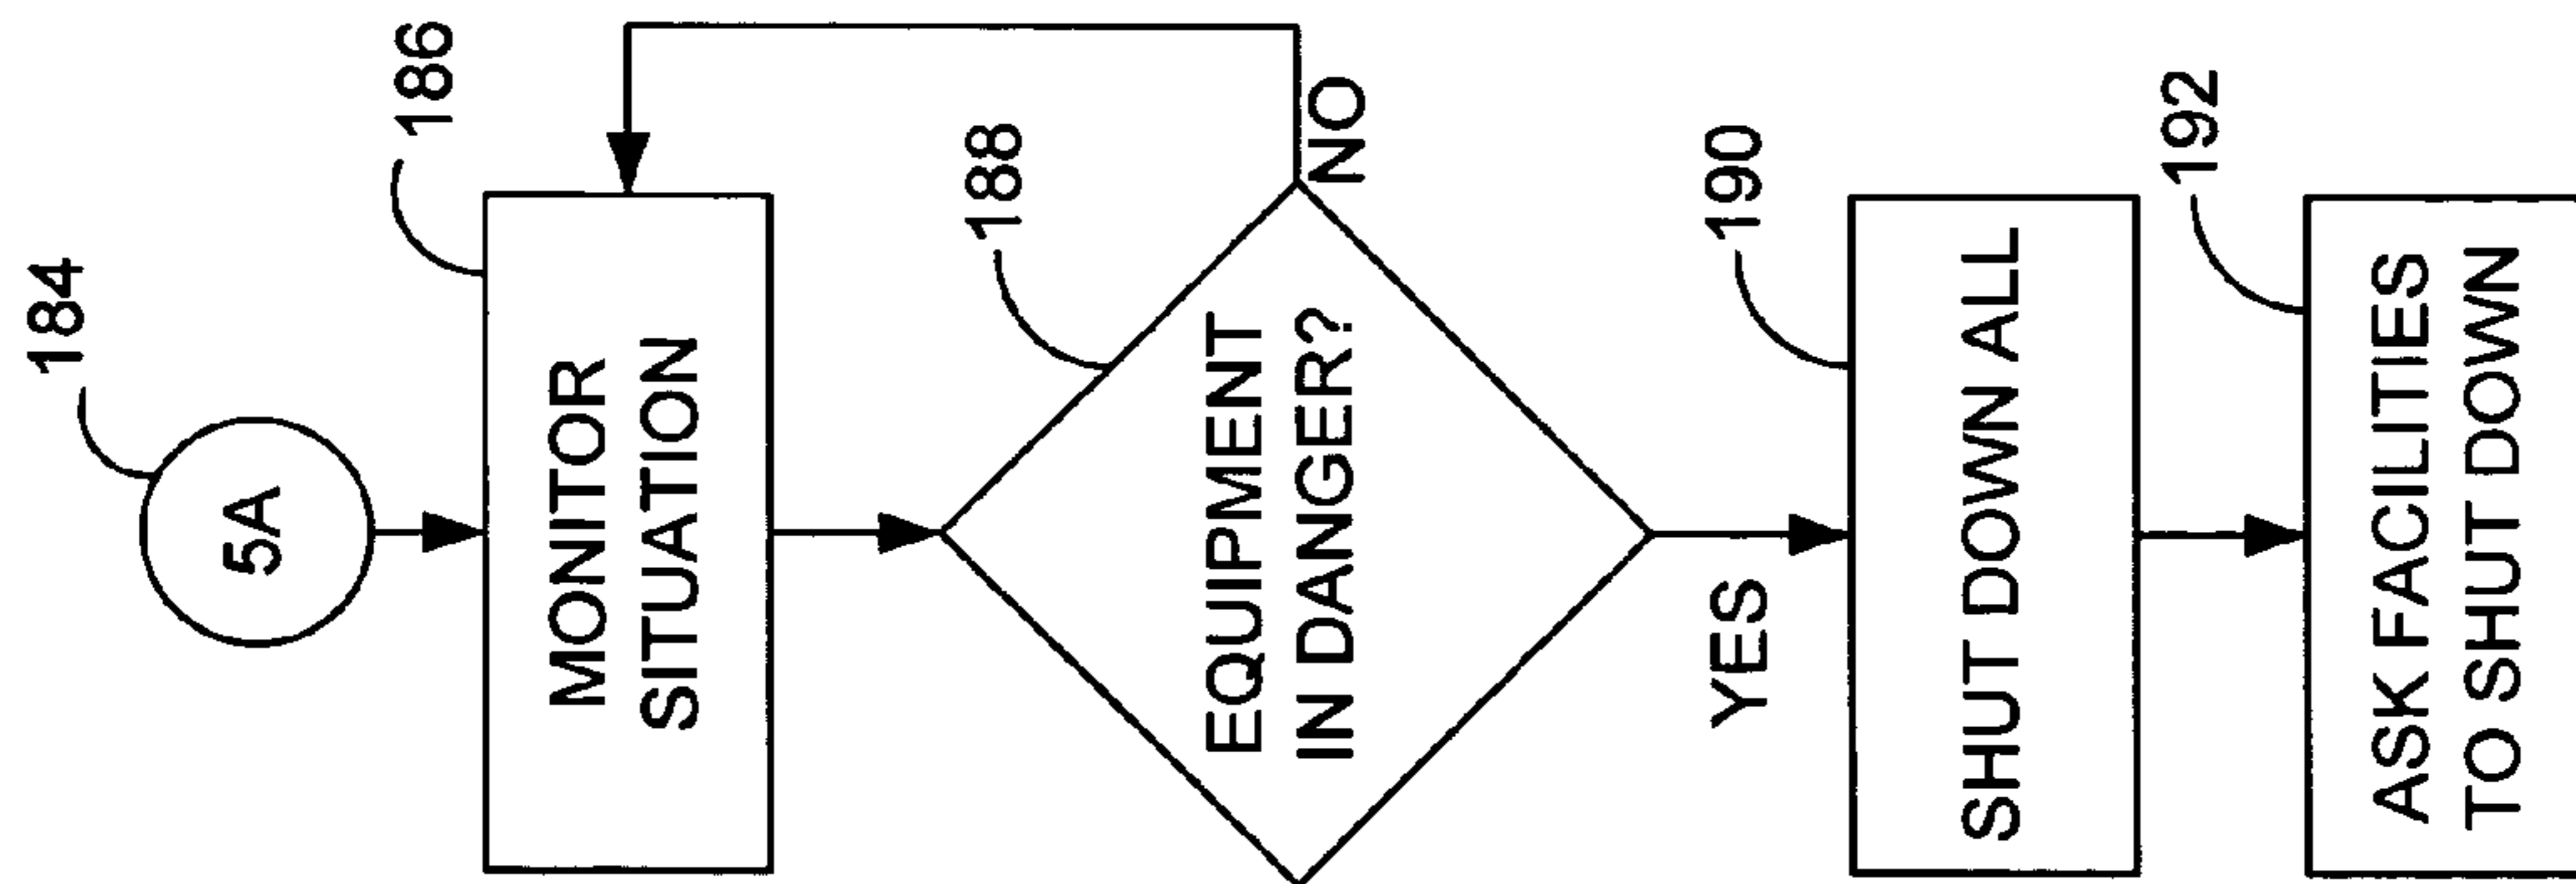 184
5A
186
MONITOR
SITUATION
188
EQUIPMENT
IN DANGER?
NO
YES
190
SHUT DOWN ALL
192
ASK FACILITIES
TO SHUT DOWN